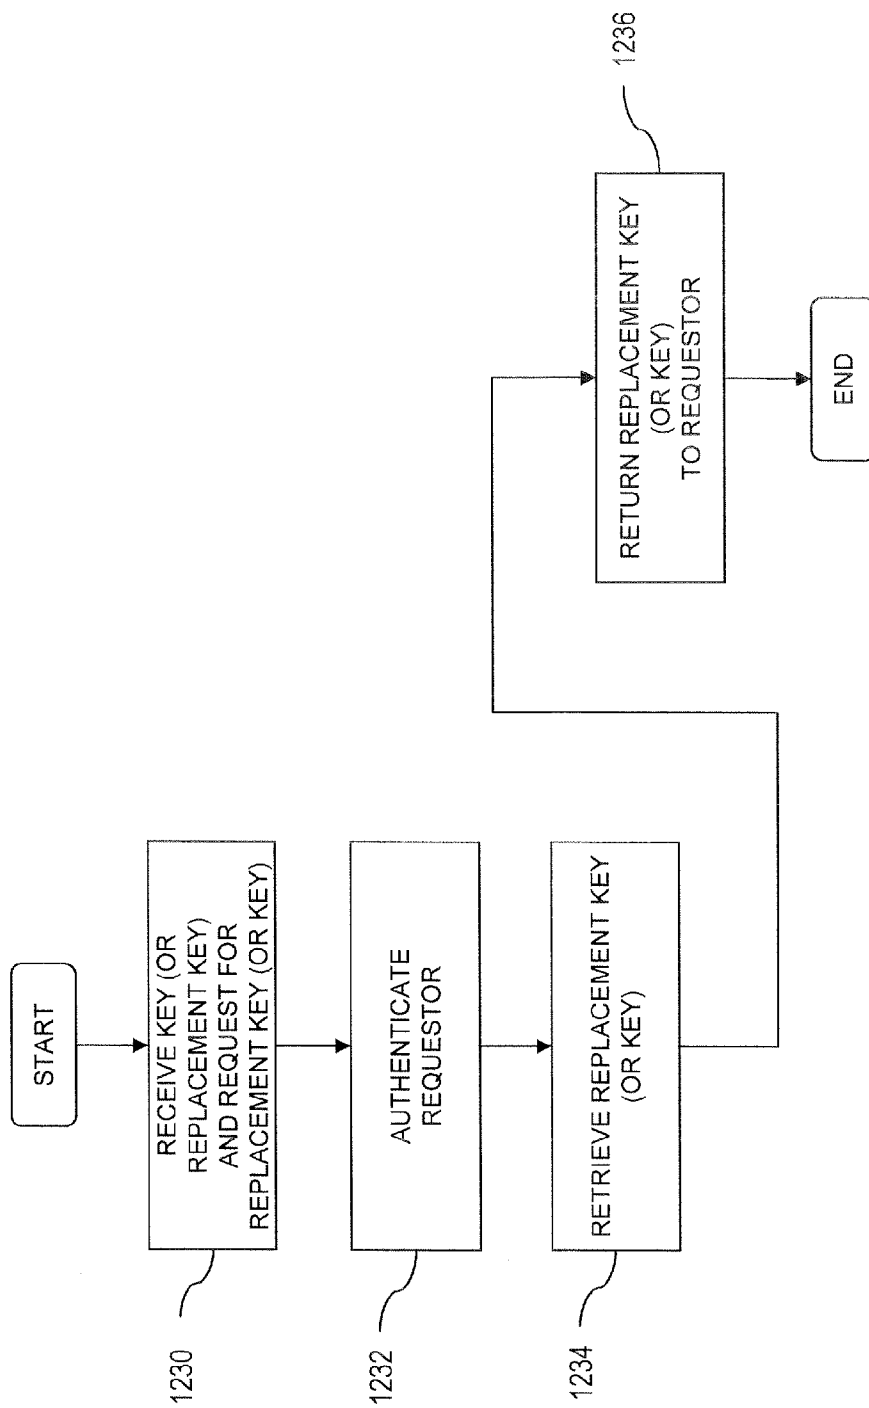 START
RECEIVE KEY (OR
REPLACEMENT KEY)
AND REQUEST FOR
REPLACEMENT KEY (OR KEY)
1230
AUTHENTICATE
REQUESTOR
1232
RETRIEVE REPLACEMENT KEY
(OR KEY)
1234
RETURN REPLACEMENT KEY
(OR KEY)
TO REQUESTOR
1236
END